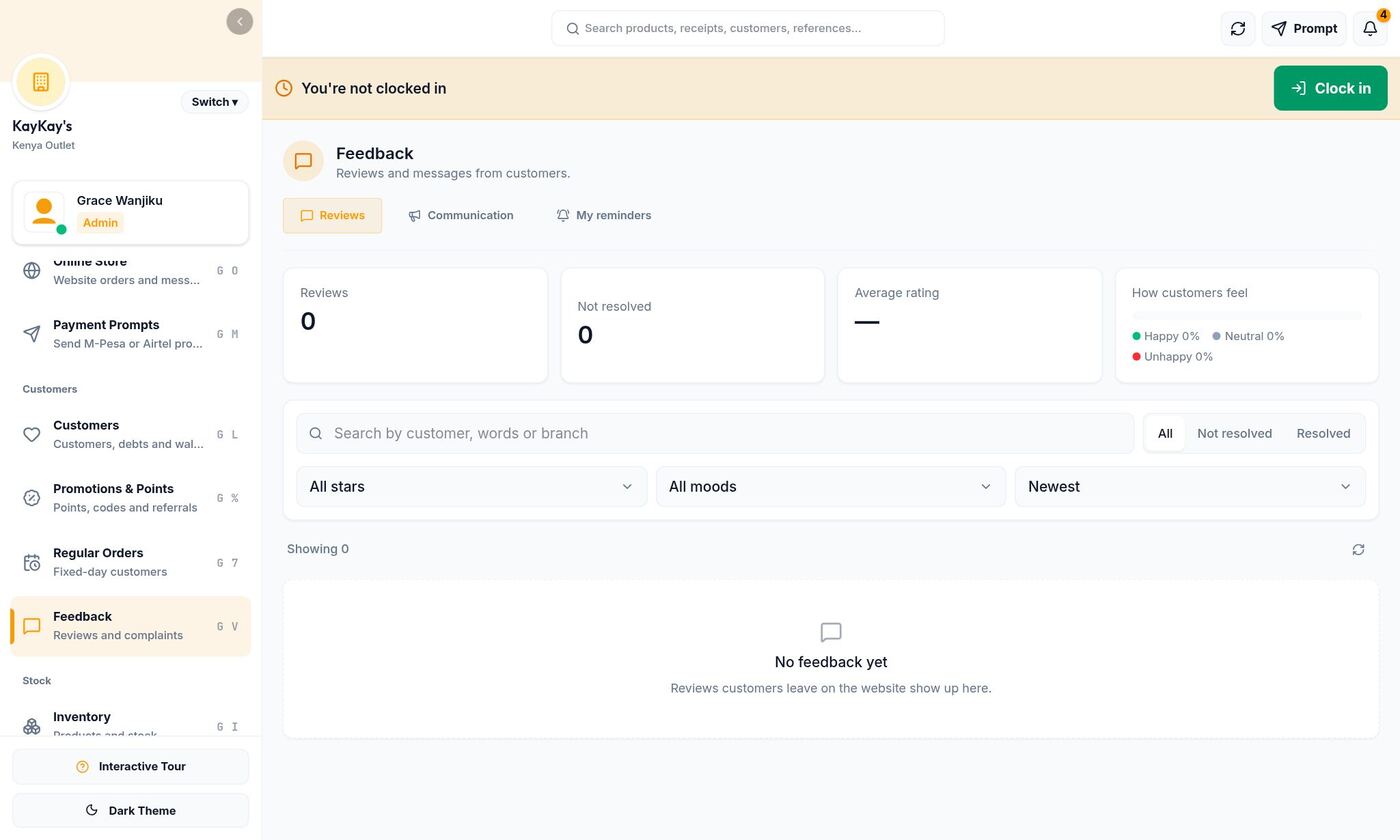 Search products, receipts, customers, references...
Prompt
4
You're not clocked in
Clock in
Switch ▾
KayKay's
Kenya Outlet
Grace Wanjiku
Admin
Online Store
Website orders and mess...
G O
Payment Prompts
Send M-Pesa or Airtel pro...
G M
Customers
Customers
Customers, debts and wal...
G L
Promotions & Points
Points, codes and referrals
G %
Regular Orders
Fixed-day customers
G 7
Feedback
Reviews and complaints
G V
Stock
Inventory
Products and stock
G I
Interactive Tour
Dark Theme
Feedback
Reviews and messages from customers.
Reviews
Communication
My reminders
Reviews
0
Not resolved
0
Average rating
—
How customers feel
Happy 0%
Neutral 0%
Unhappy 0%
Search by customer, words or branch
All
Not resolved
Resolved
All stars
All moods
Newest
Showing 0
No feedback yet
Reviews customers leave on the website show up here.